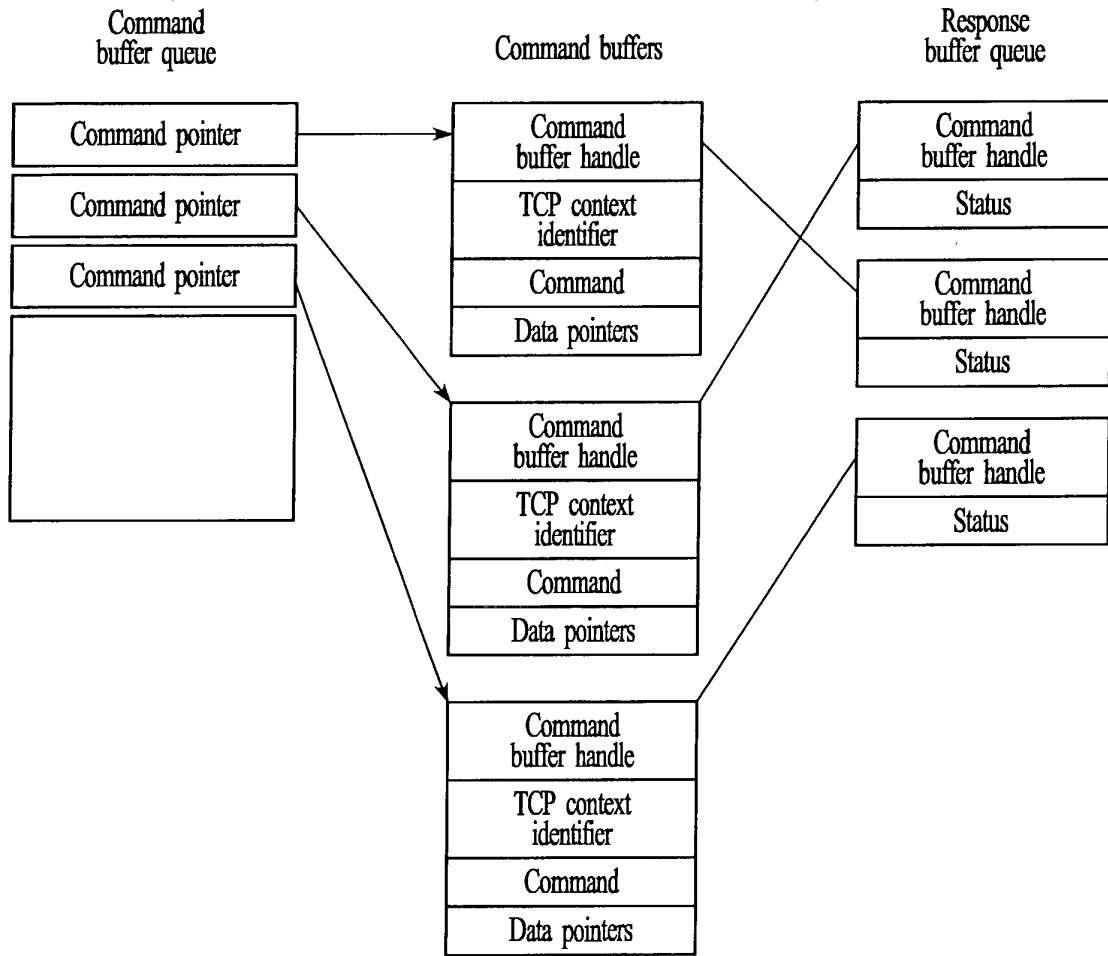 Command
buffer queue
Command pointer
Command pointer
Command pointer
Command buffers
Command
buffer handle
TCP context
identifier
Command
Data pointers
Command
buffer handle
TCP context
identifier
Command
Data pointers
Command
buffer handle
TCP context
identifier
Command
Data pointers
Response
buffer queue
Command
buffer handle
Status
Command
buffer handle
Status
Command
buffer handle
Status